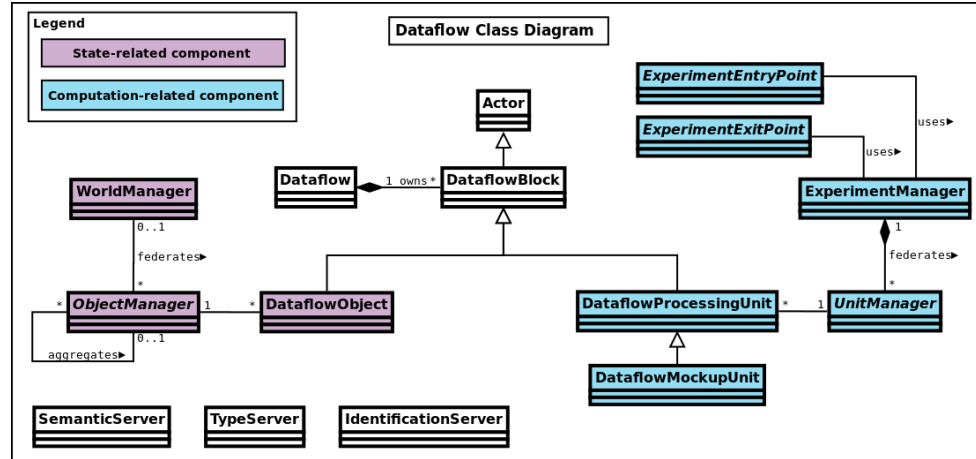 Legend
State-related component
Computation-related component
Dataflow Class Diagram
ExperimentEntryPoint
ExperimentExitPoint
uses▶
uses▶
Actor
Dataflow
1 owns *
DataflowBlock
WorldManager
0..1
federates▶
*
ExperimentManager
1
federates▶
*
* ObjectManager 1 * DataflowObject
0..1
aggregates▶
DataflowProcessingUnit * 1 UnitManager
DataflowMockupUnit
SemanticServer
TypeServer
IdentificationServer